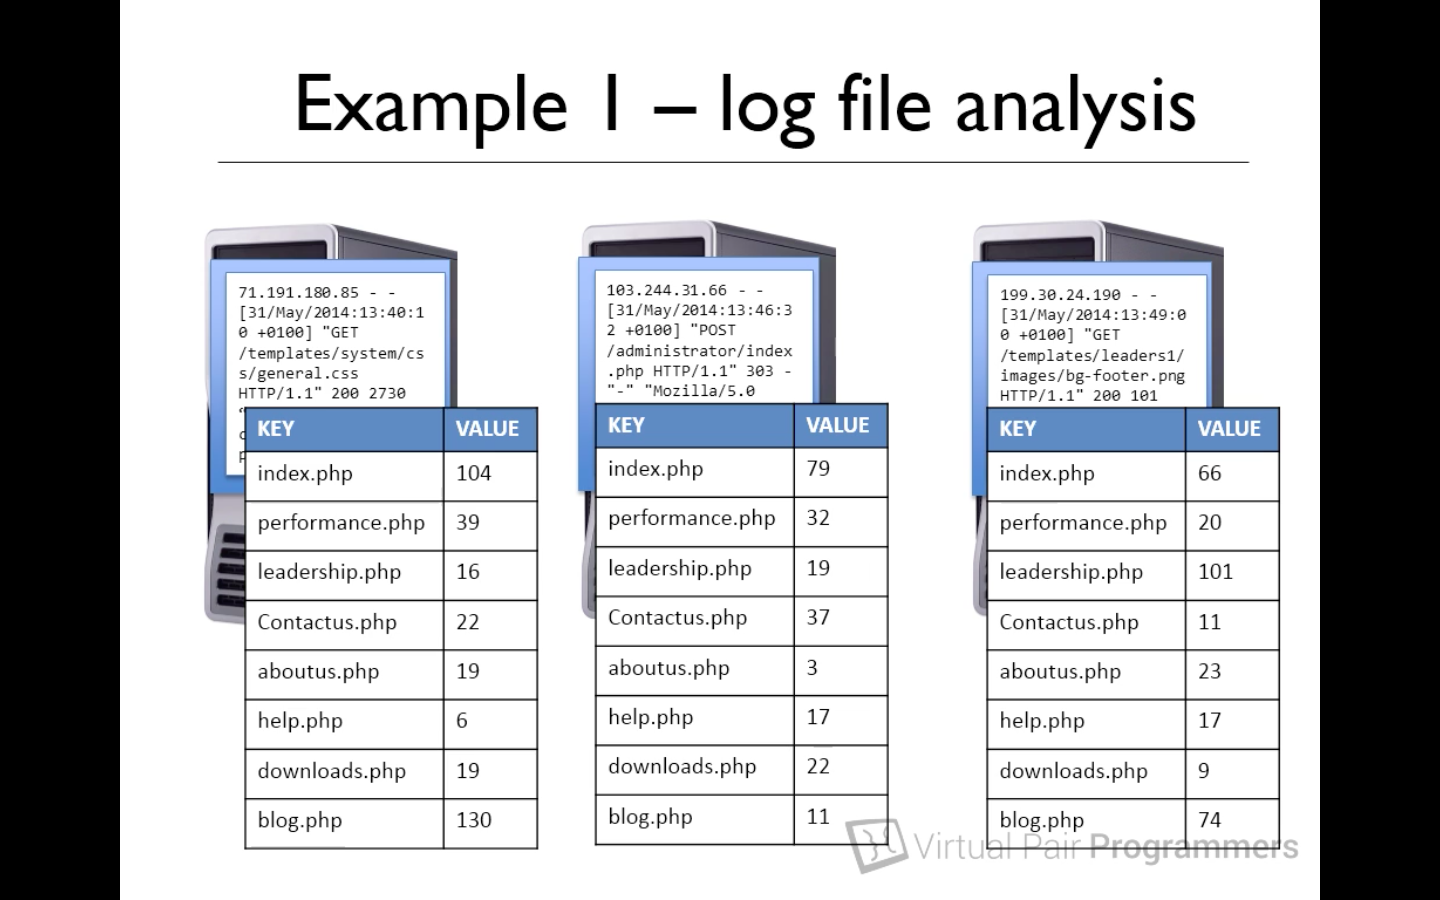 Example 1 – log file analysis
71.191.180.85 - -
[31/May/2014:13:40:1
0 +0100] "GET
/templates/system/cs
s/general.css
HTTP/1.1" 200 2730
KEY VALUE
index.php 104
performance.php 39
leadership.php 16
Contactus.php 22
aboutus.php 19
help.php 6
downloads.php 19
blog.php 130
103.244.31.66 - -
[31/May/2014:13:46:3
2 +0100] "POST
/administrator/index
.php HTTP/1.1" 303 -
"-" "Mozilla/5.0
KEY VALUE
index.php 79
performance.php 32
leadership.php 19
Contactus.php 37
aboutus.php 3
help.php 17
downloads.php 22
blog.php 11
199.30.24.190 - -
[31/May/2014:13:49:0
0 +0100] "GET
/templates/leaders1/
images/bg-footer.png
HTTP/1.1" 200 101
KEY VALUE
index.php 66
performance.php 20
leadership.php 101
Contactus.php 11
aboutus.php 23
help.php 17
downloads.php 9
blog.php 74
Virtual Pair Programmers